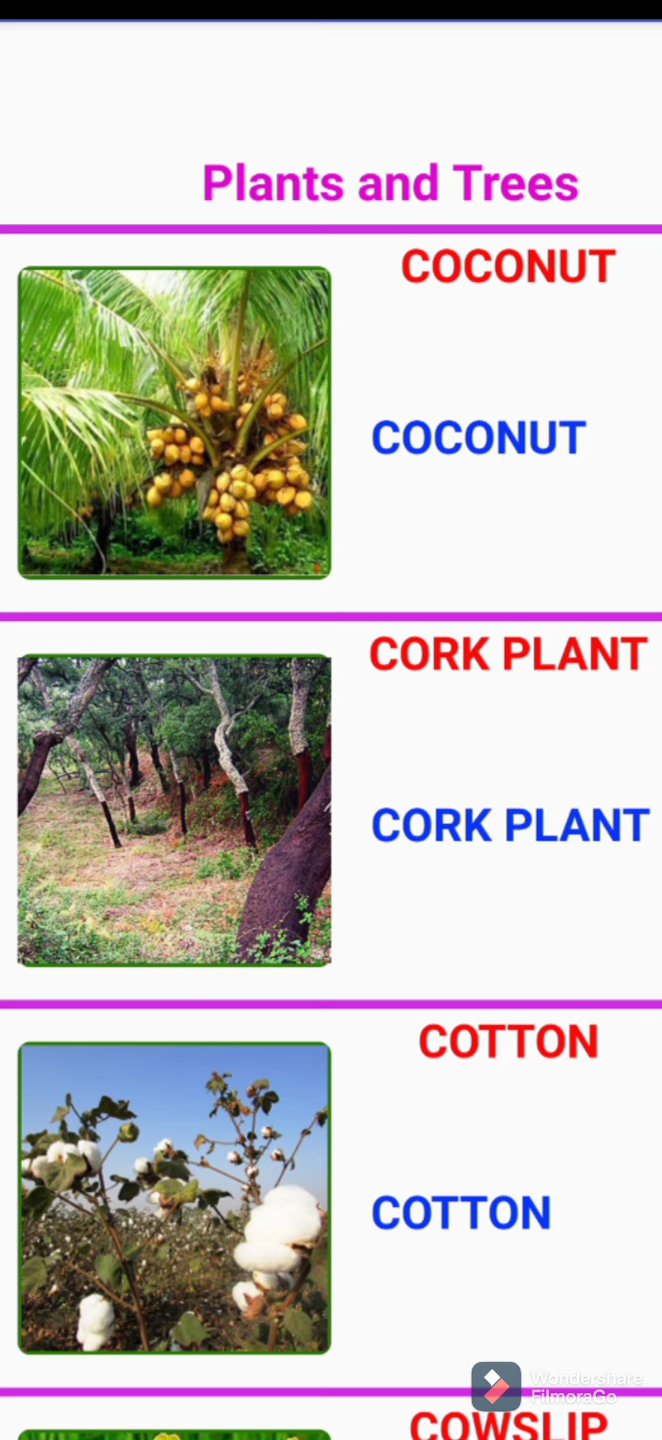 Plants and Trees
COCONUT
COCONUT
CORK PLANT
CORK PLANT
COTTON
COTTON
Wondershare
FilmoraGo
COWSLIP